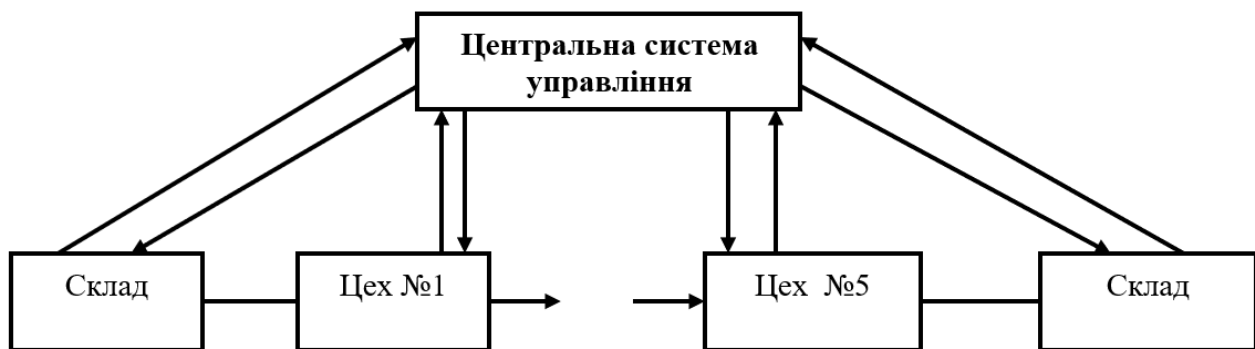 Центральна система
управління
Склад
Цех №1
Цех №5
Склад